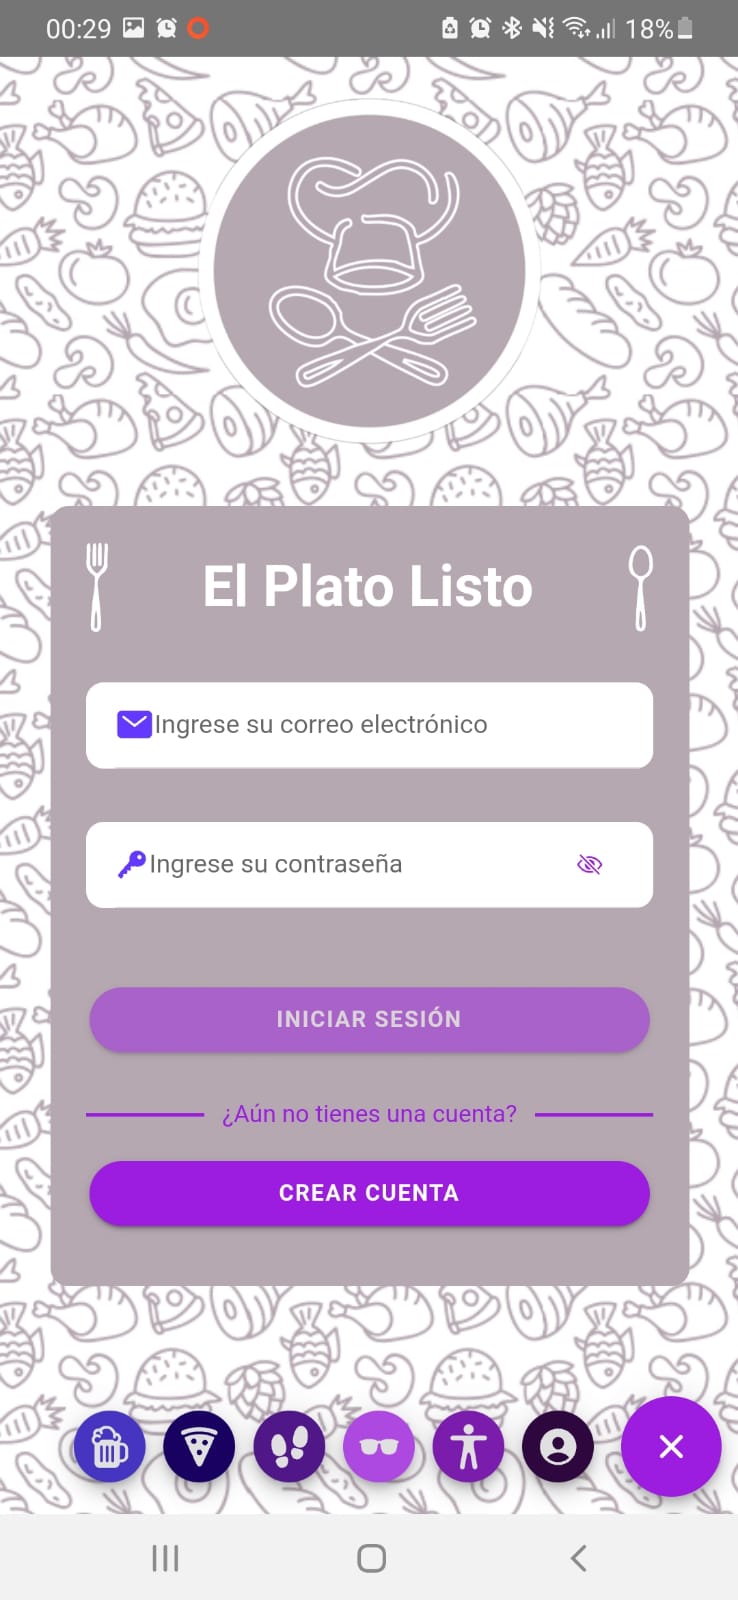 00:29
18%
El Plato Listo
Ingrese su correo electrónico
Ingrese su contraseña
INICIAR SESIÓN
¿Aún no tienes una cuenta?
CREAR CUENTA